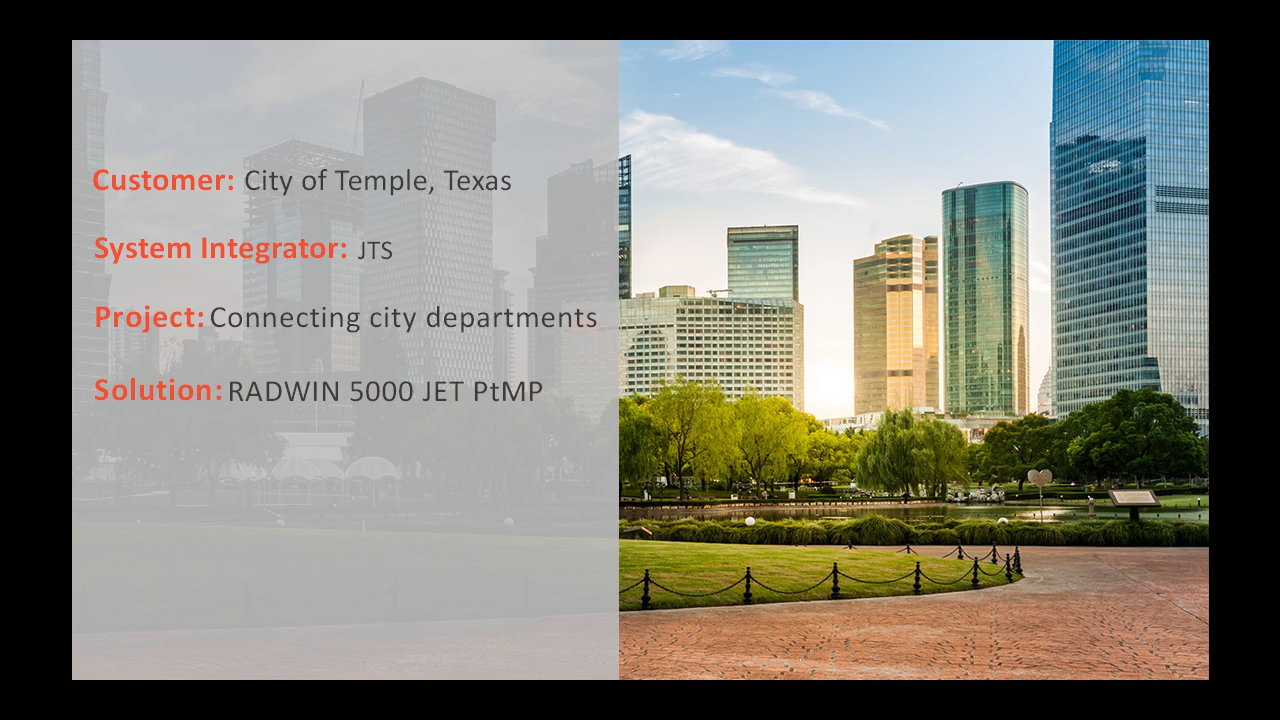 Customer: City of Temple, Texas
System Integrator: JTS
Project: Connecting city departments
Solution: RADWIN 5000 JET PtMP